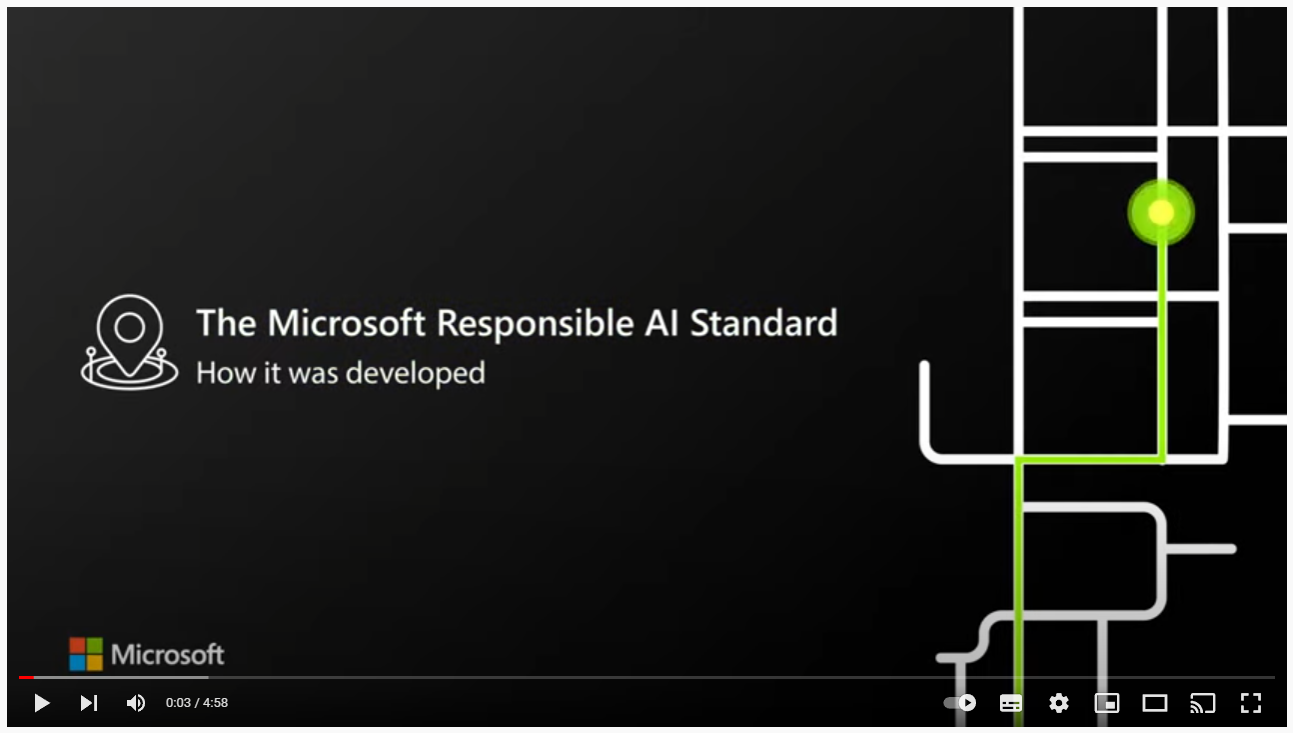 The Microsoft Responsible AI Standard
How it was developed
Microsoft
0:03 / 4:58